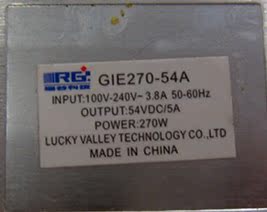 RG GIE270-54A
INPUT:100V-240V~ 3.8A 50-60Hz
OUTPUT:54VDC/5A
POWER:270W
LUCKY VALLEY TECHNOLOGY CO.,LTD
MADE IN CHINA